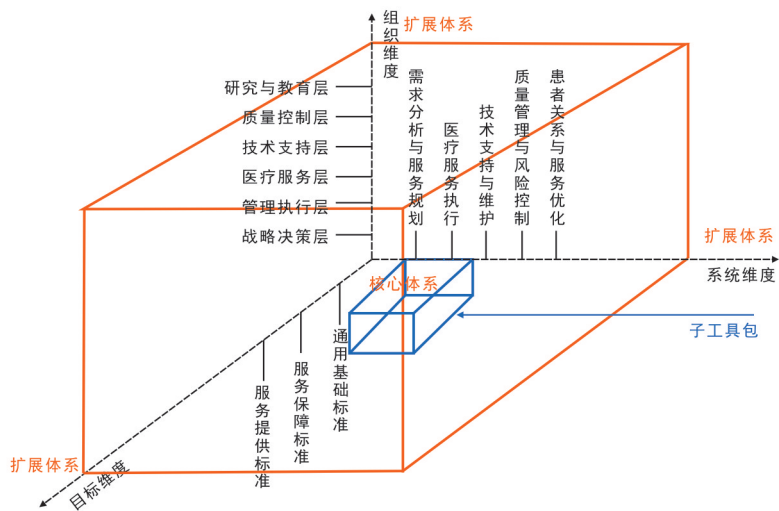 组织维度
扩展体系
研究与教育层
质量控制层
技术支持层
医疗服务层
管理执行层
战略决策层
需求分析与服务规划
医疗服务执行
技术支持与维护
质量管理与风险控制
患者关系与服务优化
扩展体系
系统维度
核心体系
子工具包
通用基础标准
服务保障标准
服务提供标准
扩展体系
目标维度